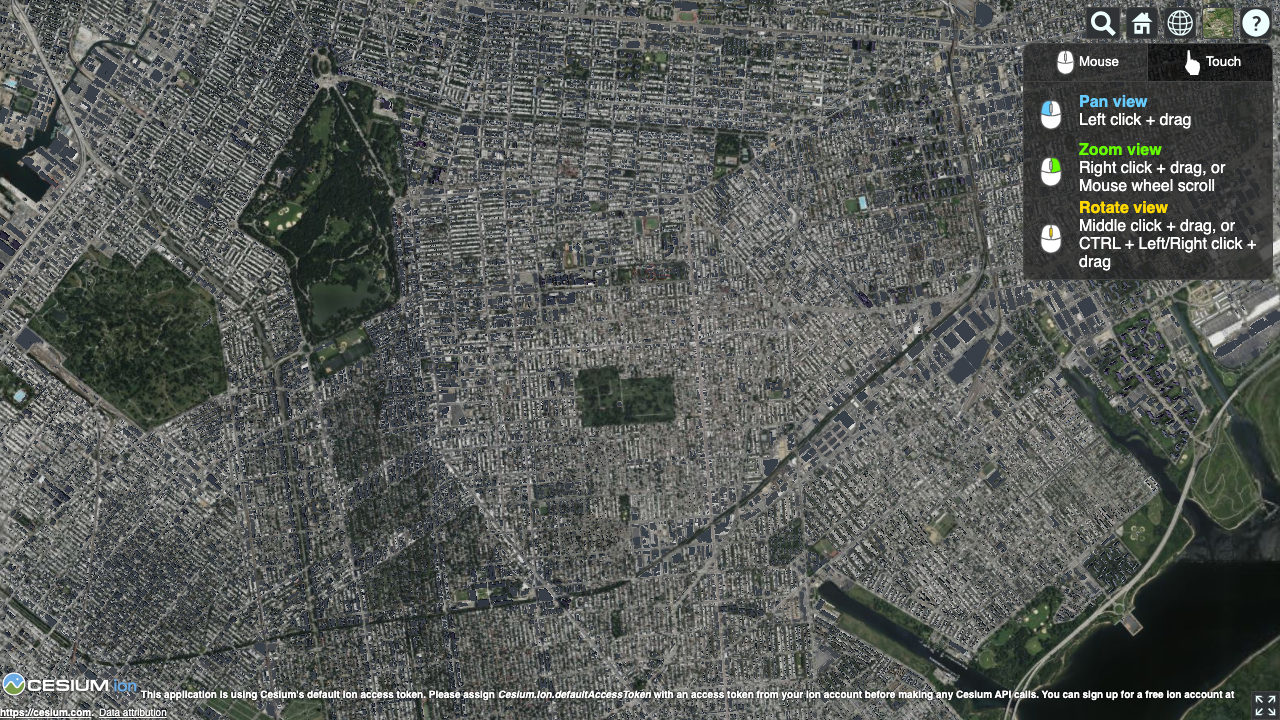 ?
Mouse
Touch
Pan view
Left click + drag
Zoom view
Right click + drag, or
Mouse wheel scroll
Rotate view
Middle click + drag, or
CTRL + Left/Right click +
drag
CESIUM ion
This application is using Cesium's default ion access token. Please assign Cesium.Ion.defaultAccessToken with an access token from your ion account before making any Cesium API calls. You can sign up for a free ion account at
https://cesium.com. Data attribution